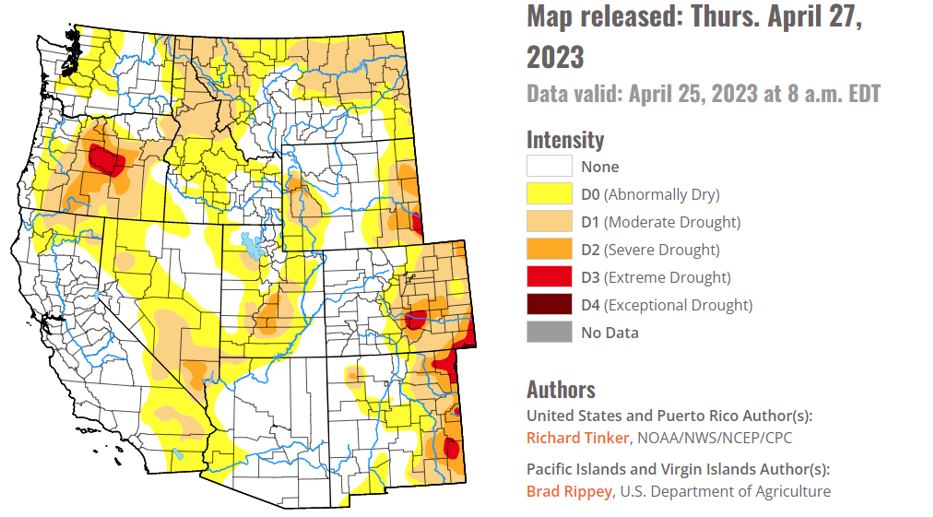 Map released: Thurs. April 27,
2023
Data valid: April 25, 2023 at 8 a.m. EDT
Intensity
None
D0 (Abnormally Dry)
D1 (Moderate Drought)
D2 (Severe Drought)
D3 (Extreme Drought)
D4 (Exceptional Drought)
No Data
Authors
United States and Puerto Rico Author(s):
Richard Tinker, NOAA/NWS/NCEP/CPC
Pacific Islands and Virgin Islands Author(s):
Brad Rippey, U.S. Department of Agriculture